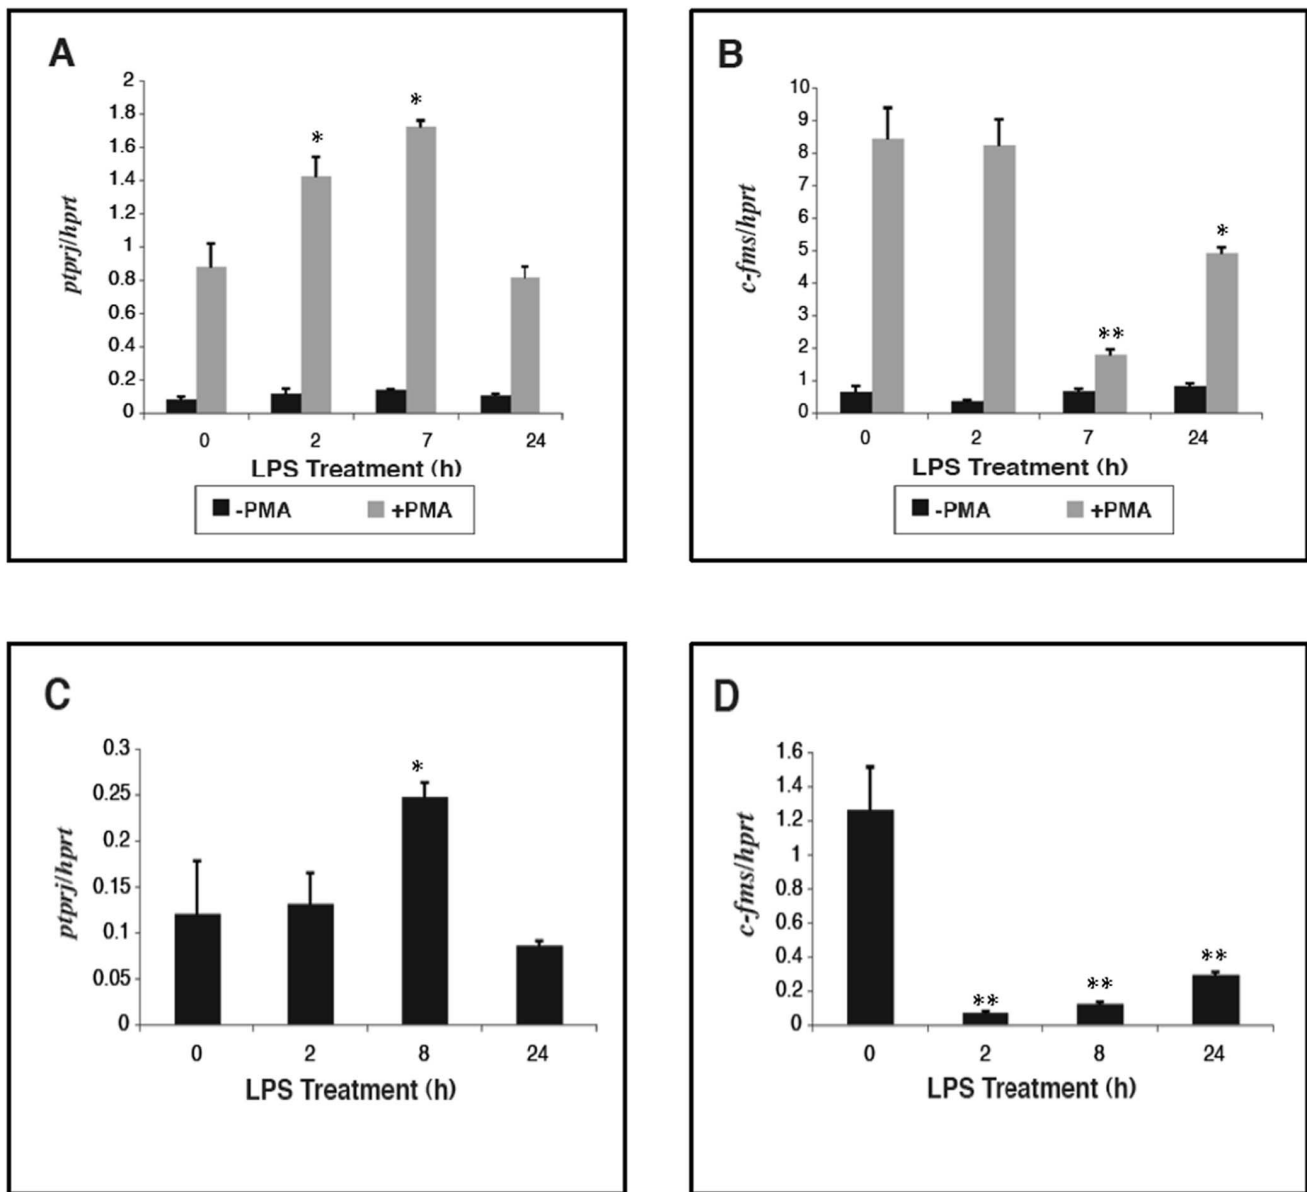 A
2
1.8
1.6
1.4
1.2
1
0.8
0.6
0.4
0.2
0
ptprj/hprt
*
*
0 2 7 24
LPS Treatment (h)
-PMA +PMA
B
10
9
8
7
6
5
4
3
2
1
0
c-fms/hprt
**
*
0 2 7 24
LPS Treatment (h)
-PMA +PMA
C
0.3
0.25
0.2
0.15
0.1
0.05
0
ptprj/hprt
*
0 2 8 24
LPS Treatment (h)
D
1.6
1.4
1.2
1
0.8
0.6
0.4
0.2
0
c-fms/hprt
**
**
**
0 2 8 24
LPS Treatment (h)